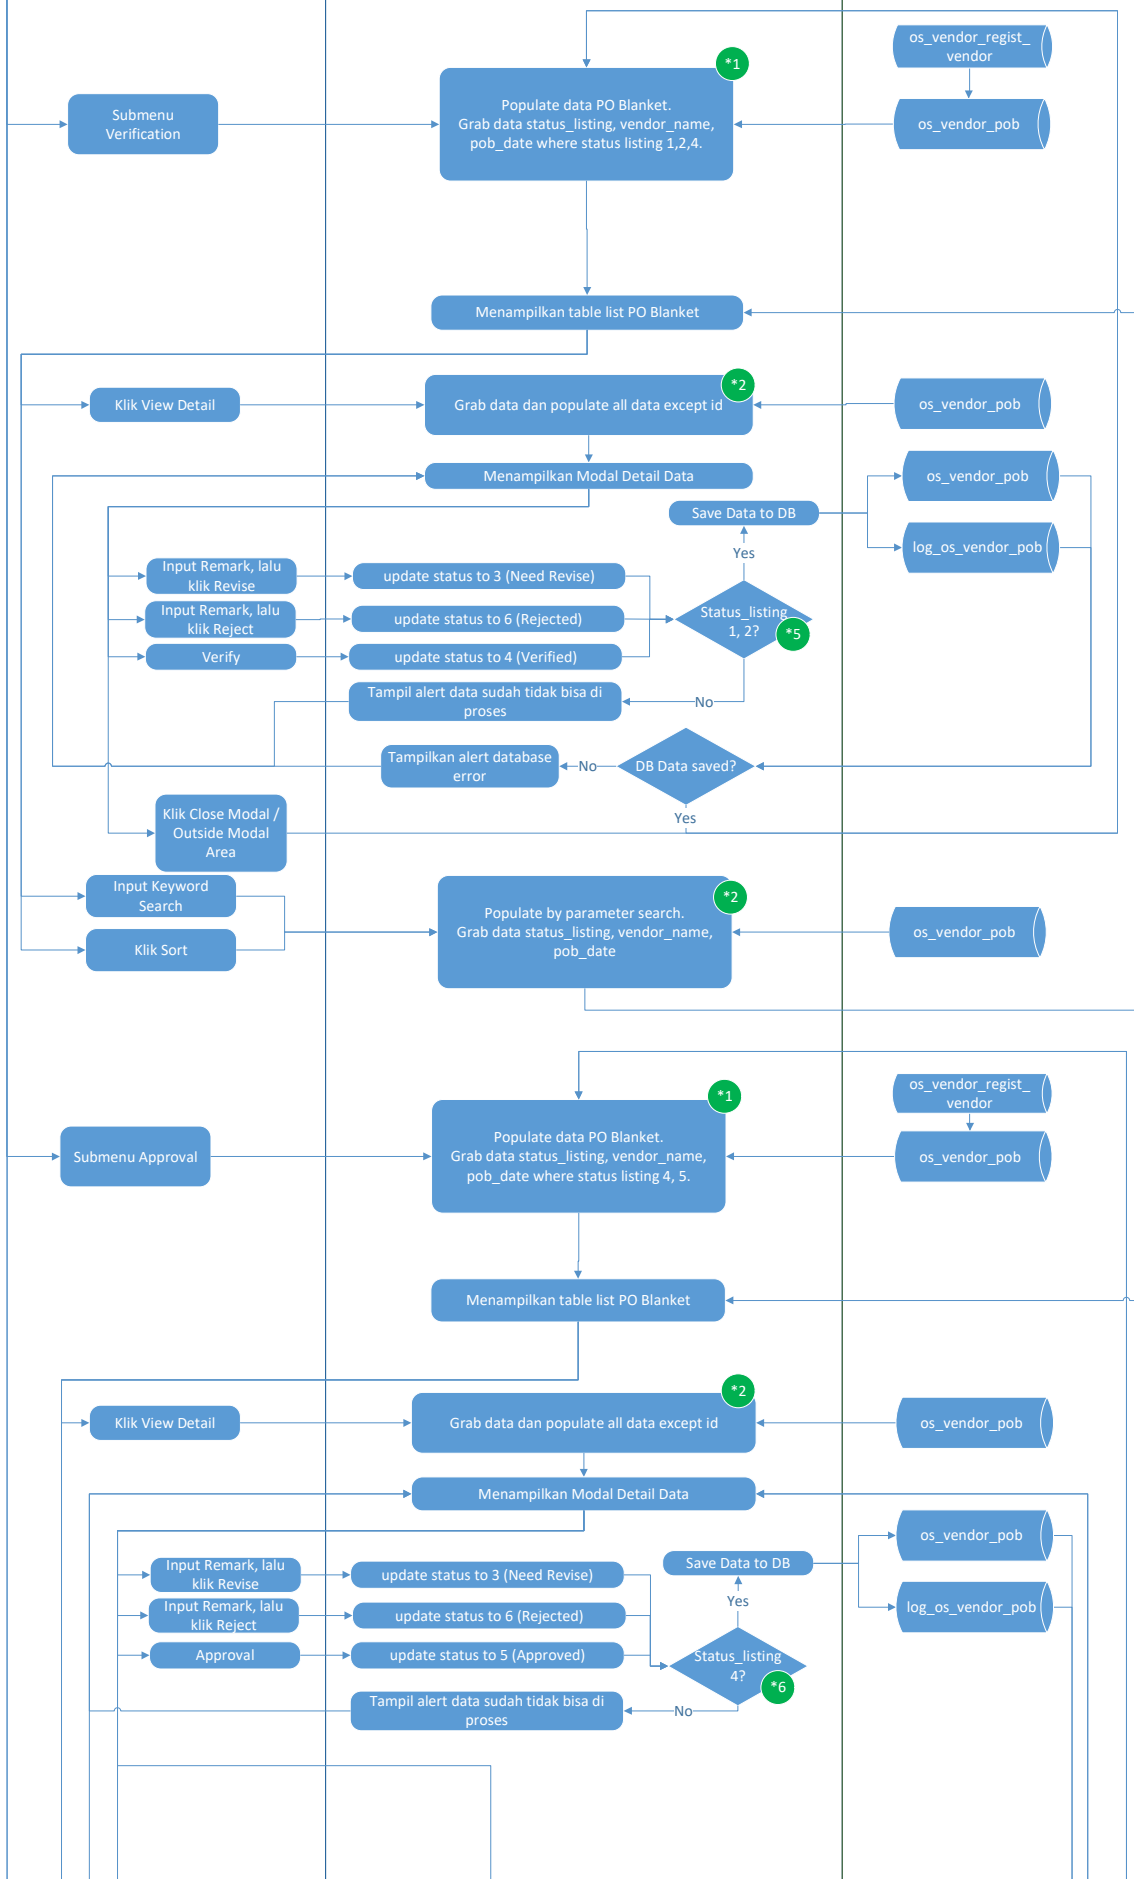 *1
os_vendor_regist_
vendor
Submenu
Verification
Populate data PO Blanket.
Grab data status_listing, vendor_name,
pob_date where status listing 1,2,4.
os_vendor_pob
Menampilkan table list PO Blanket
*2
Klik View Detail
Grab data dan populate all data except id
os_vendor_pob
Menampilkan Modal Detail Data
os_vendor_pob
Save Data to DB
Yes
log_os_vendor_pob
Input Remark, lalu
klik Revise
update status to 3 (Need Revise)
Input Remark, lalu
klik Reject
update status to 6 (Rejected)
Status_listing
1, 2?
*5
Verify
update status to 4 (Verified)
Tampil alert data sudah tidak bisa di
proses
No
Tampilkan alert database
error
No
DB Data saved?
Yes
Klik Close Modal /
Outside Modal
Area
Input Keyword
Search
*2
Populate by parameter search.
Grab data status_listing, vendor_name,
pob_date
os_vendor_pob
Klik Sort
*1
os_vendor_regist_
vendor
Submenu Approval
Populate data PO Blanket.
Grab data status_listing, vendor_name,
pob_date where status listing 4, 5.
os_vendor_pob
Menampilkan table list PO Blanket
*2
Klik View Detail
Grab data dan populate all data except id
os_vendor_pob
Menampilkan Modal Detail Data
os_vendor_pob
Save Data to DB
Yes
log_os_vendor_pob
Input Remark, lalu
klik Revise
update status to 3 (Need Revise)
Input Remark, lalu
klik Reject
update status to 6 (Rejected)
Approval
update status to 5 (Approved)
Status_listing
4?
*6
Tampil alert data sudah tidak bisa di
proses
No